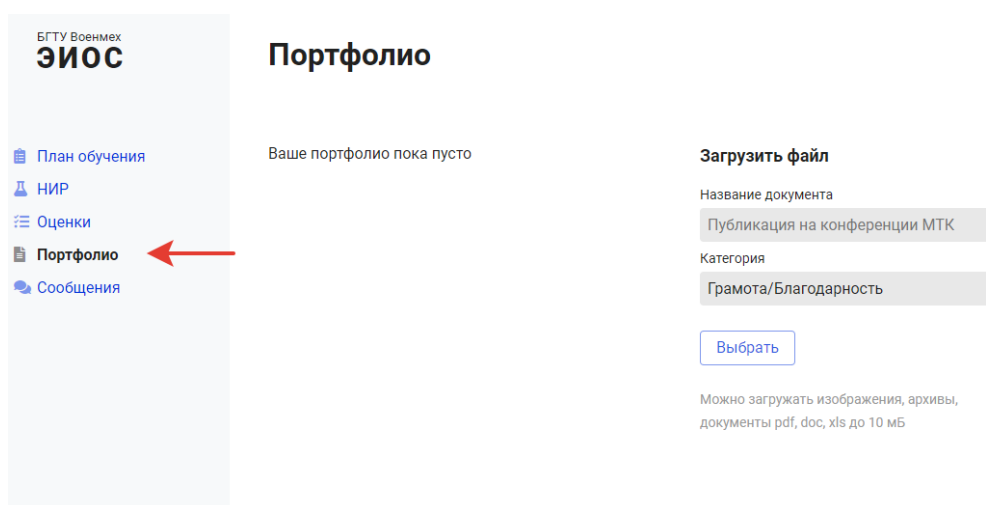 БГТУ Военмех
ЭИОС
План обучения
НИР
Оценки
Портфолио
Сообщения
Портфолио
Ваше портфолио пока пусто
Загрузить файл
Название документа
Публикация на конференции МТК
Категория
Грамота/Благодарность
Выбрать
Можно загружать изображения, архивы,
документы pdf, doc, xls до 10 мБ